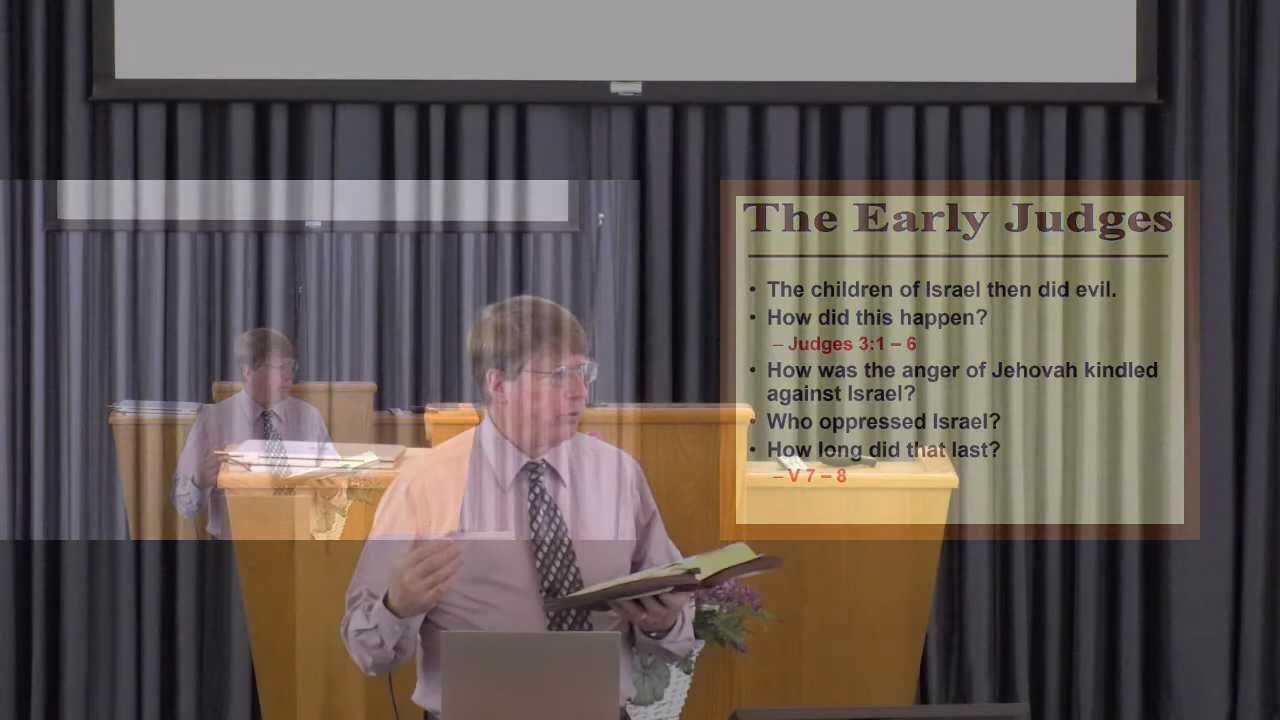 The Early Judges
• The children of Israel then did evil.
• How did this happen?
– Judges 3:1 – 6
• How was the anger of Jehovah kindled
against Israel?
• Who oppressed Israel?
• How long did that last?
– V 7 – 8